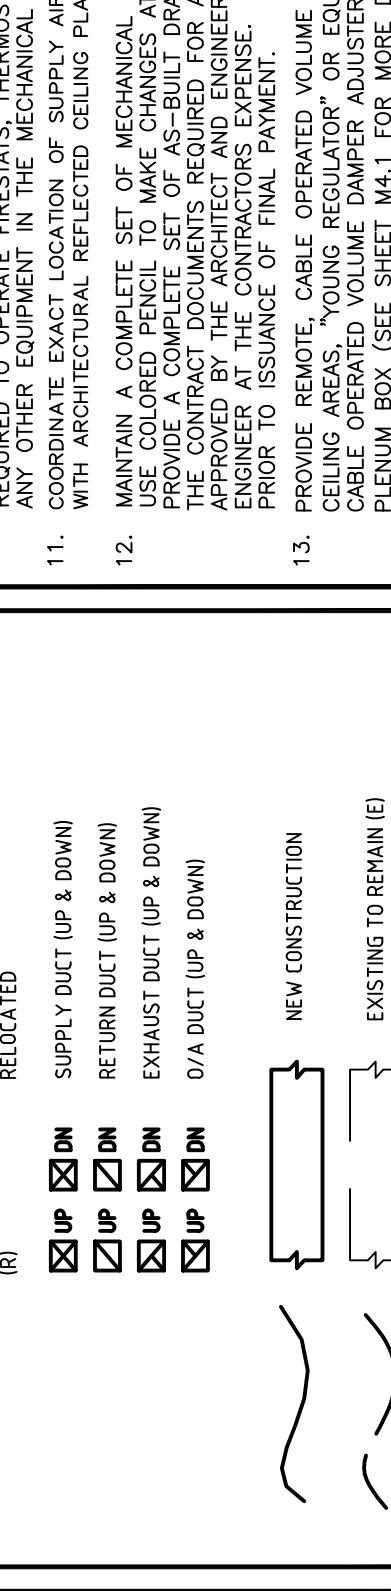 (R) RELOCATED
UP DN SUPPLY DUCT (UP & DOWN)
UP DN RETURN DUCT (UP & DOWN)
UP DN EXHAUST DUCT (UP & DOWN)
UP DN O/A DUCT (UP & DOWN)
NEW CONSTRUCTION
EXISTING TO REMAIN (E)
REQUIRED TO OPERATE FIRESTATS, THERMOS
ANY OTHER EQUIPMENT IN THE MECHANICAL
11. COORDINATE EXACT LOCATION OF SUPPLY AIR
WITH ARCHITECTURAL REFLECTED CEILING PLA
12. MAINTAIN A COMPLETE SET OF MECHANICAL
USE COLORED PENCIL TO MAKE CHANGES AT
PROVIDE A COMPLETE SET OF AS-BUILT DRA
THE CONTRACT DOCUMENTS REQUIRED FOR A
APPROVED BY THE ARCHITECT AND ENGINEER
ENGINEER AT THE CONTRACTORS EXPENSE.
PRIOR TO ISSUANCE OF FINAL PAYMENT.
13. PROVIDE REMOTE, CABLE OPERATED VOLUME
CEILING AREAS, "YOUNG REGULATOR" OR EQU
CABLE OPERATED VOLUME DAMPER ADJUSTER
PLENUM BOX (SEE SHEET M4.1 FOR MORE D